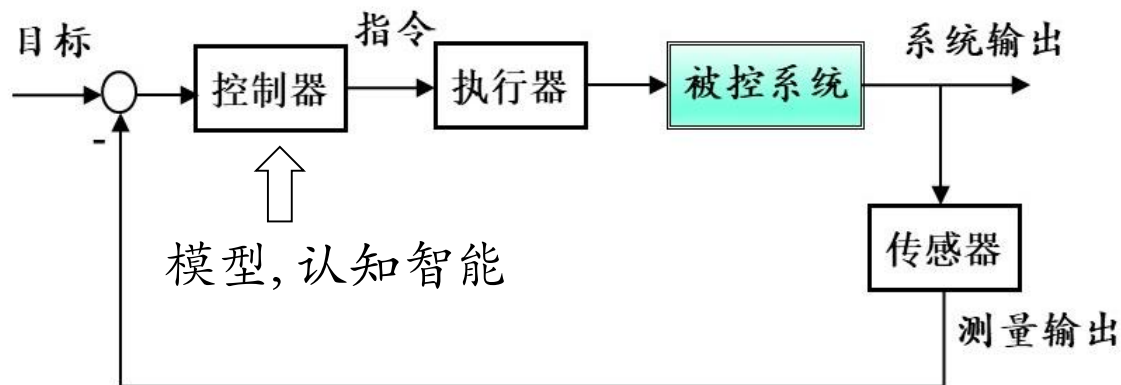 目标
指令
系统输出
控制器
执行器
被控系统
-
模型,认知智能
传感器
测量输出